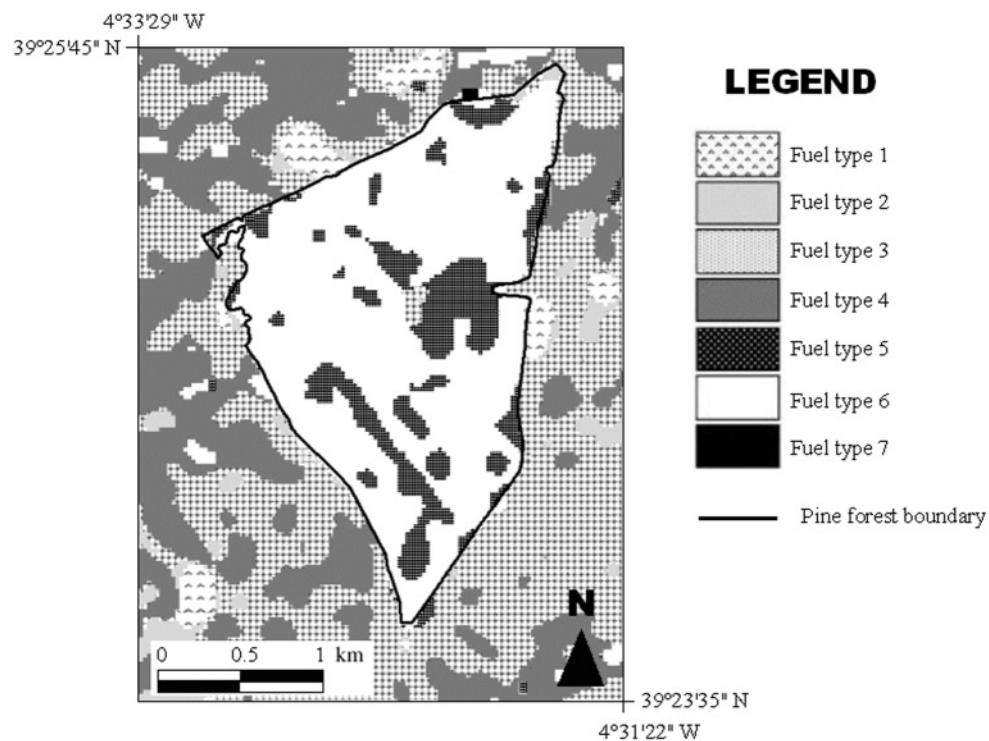 4°33'29" W
39°25'45" N
LEGEND
Fuel type 1
Fuel type 2
Fuel type 3
Fuel type 4
Fuel type 5
Fuel type 6
Fuel type 7
Pine forest boundary
N
0 0.5 1 km
39°23'35" N
4°31'22" W